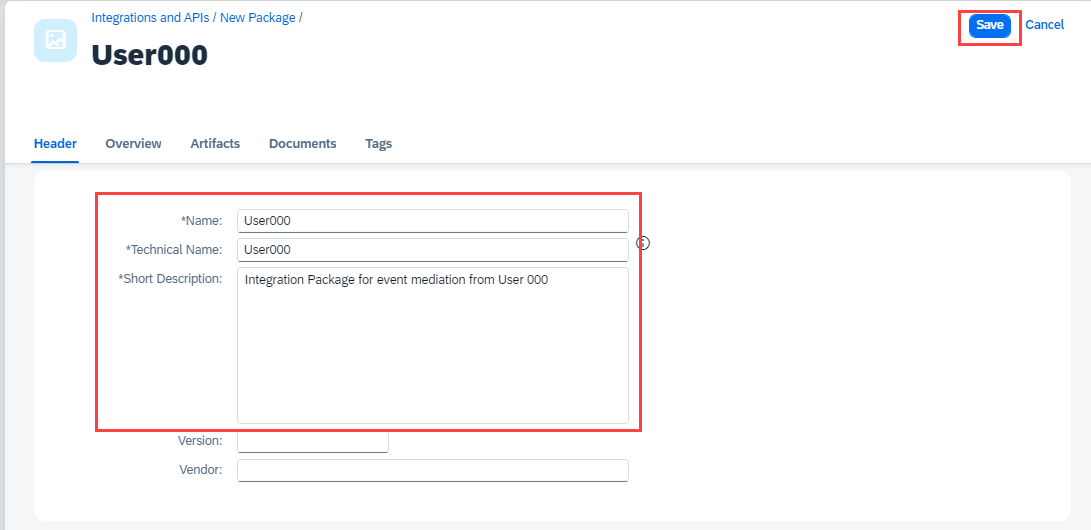 Integrations and APIs / New Package /
User000
Save Cancel
Header Overview Artifacts Documents Tags
*Name: User000
*Technical Name: User000
*Short Description: Integration Package for event mediation from User 000
Version:
Vendor: